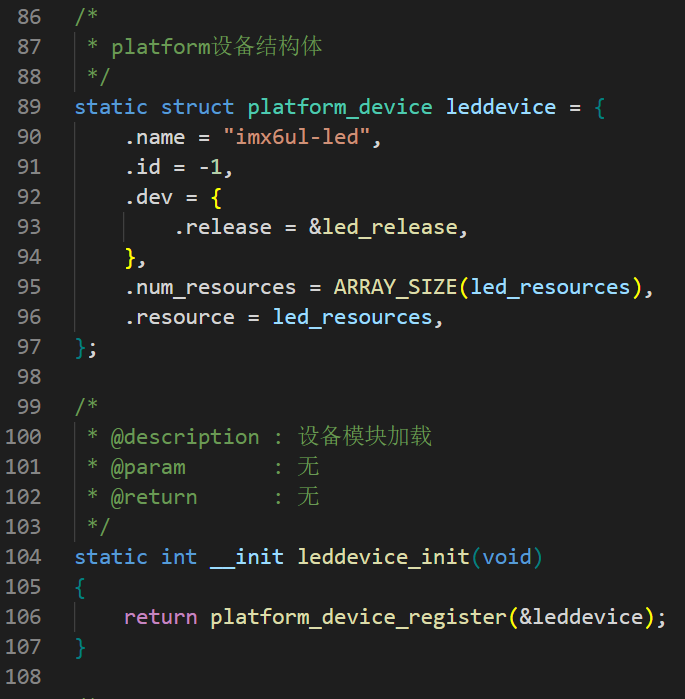 86 /*
87  * platform设备结构体
88  */
89 static struct platform_device leddevice = {
90     .name = "imx6ul-led",
91     .id = -1,
92     .dev = {
93         .release = &led_release,
94     },
95     .num_resources = ARRAY_SIZE(led_resources),
96     .resource = led_resources,
97 };
98
99 /*
100  * @description : 设备模块加载
101  * @param       : 无
102  * @return      : 无
103  */
104 static int __init leddevice_init(void)
105 {
106     return platform_device_register(&leddevice);
107 }
108